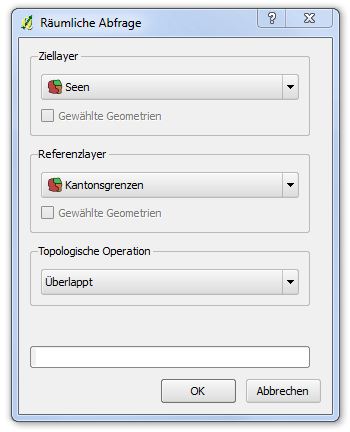 Räumliche Abfrage
?
Ziellayer
Seen
Gewählte Geometrien
Referenzlayer
Kantonsgrenzen
Gewählte Geometrien
Topologische Operation
Überlappt
OK
Abbrechen